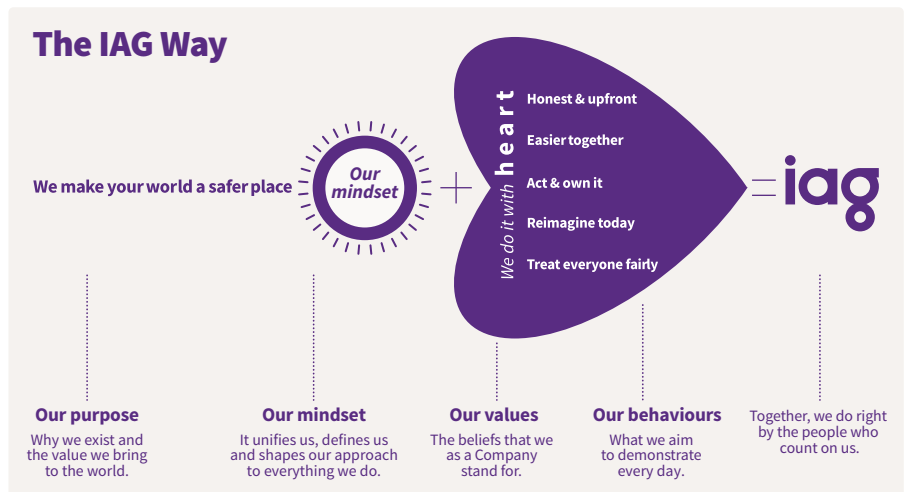 The IAG Way
We make your world a safer place
Our
mindset
We do it with heart
Honest & upfront
Easier together
Act & own it
Reimagine today
Treat everyone fairly
iag
Our purpose
Why we exist and
the value we bring
to the world.
Our mindset
It unifies us, defines us
and shapes our approach
to everything we do.
Our values
The beliefs that we
as a Company
stand for.
Our behaviours
What we aim
to demonstrate
every day.
Together, we do right
by the people who
count on us.